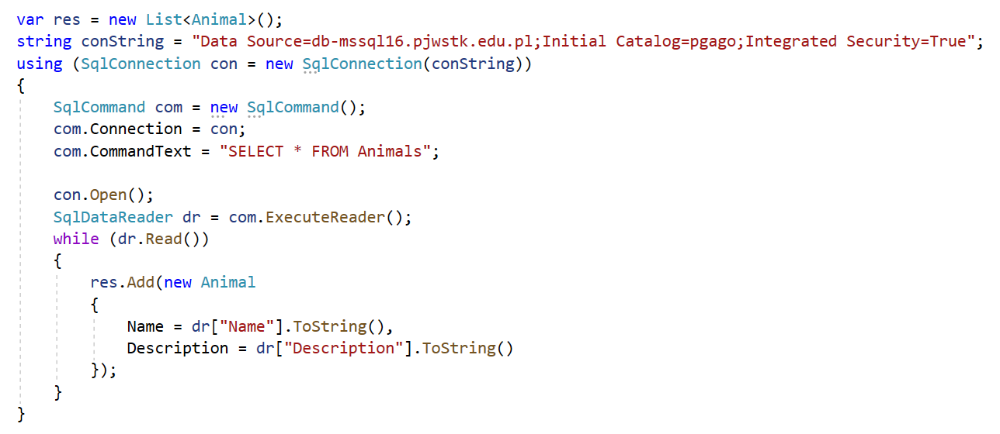 var res = new List<Animal>();
string conString = "Data Source=db-mssql16.pjwstk.edu.pl;Initial Catalog=pgago;Integrated Security=True";
using (SqlConnection con = new SqlConnection(conString))
{
    SqlCommand com = new SqlCommand();
    com.Connection = con;
    com.CommandText = "SELECT * FROM Animals";

    con.Open();
    SqlDataReader dr = com.ExecuteReader();
    while (dr.Read())
    {
        res.Add(new Animal
        {
            Name = dr["Name"].ToString(),
            Description = dr["Description"].ToString()
        });
    }
}